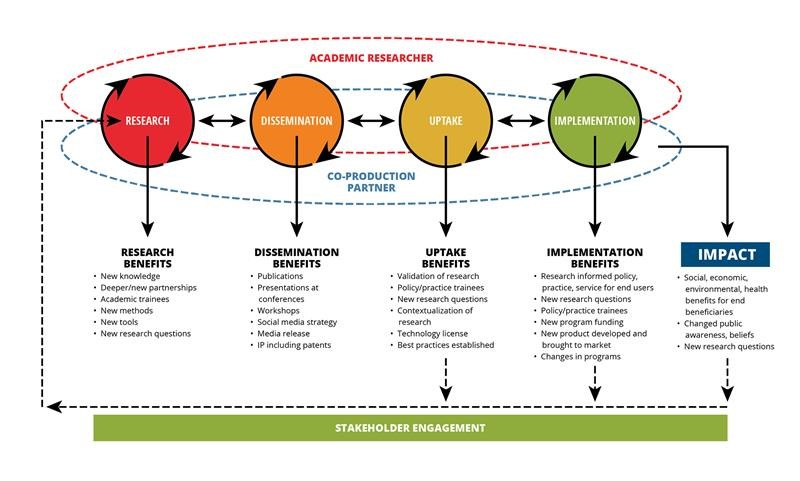 ACADEMIC RESEARCHER
RESEARCH
DISSEMINATION
UPTAKE
IMPLEMENTATION
CO-PRODUCTION
PARTNER
RESEARCH
BENEFITS
• New knowledge
• Deeper/new partnerships
• Academic trainees
• New methods
• New tools
• New research questions
DISSEMINATION
BENEFITS
• Publications
• Presentations at
conferences
• Workshops
• Social media strategy
• Media release
• IP including patents
UPTAKE
BENEFITS
• Validation of research
• Policy/practice trainees
• New research questions
• Contextualization of
research
• Technology license
• Best practices established
IMPLEMENTATION
BENEFITS
• Research informed policy,
practice, service for end users
• New research questions
• Policy/practice trainees
• New program funding
• New product developed and
brought to market
• Changes in programs
IMPACT
• Social, economic,
environmental, health
benefits for end
beneficiaries
• Changed public
awareness, beliefs
• New research questions
STAKEHOLDER ENGAGEMENT